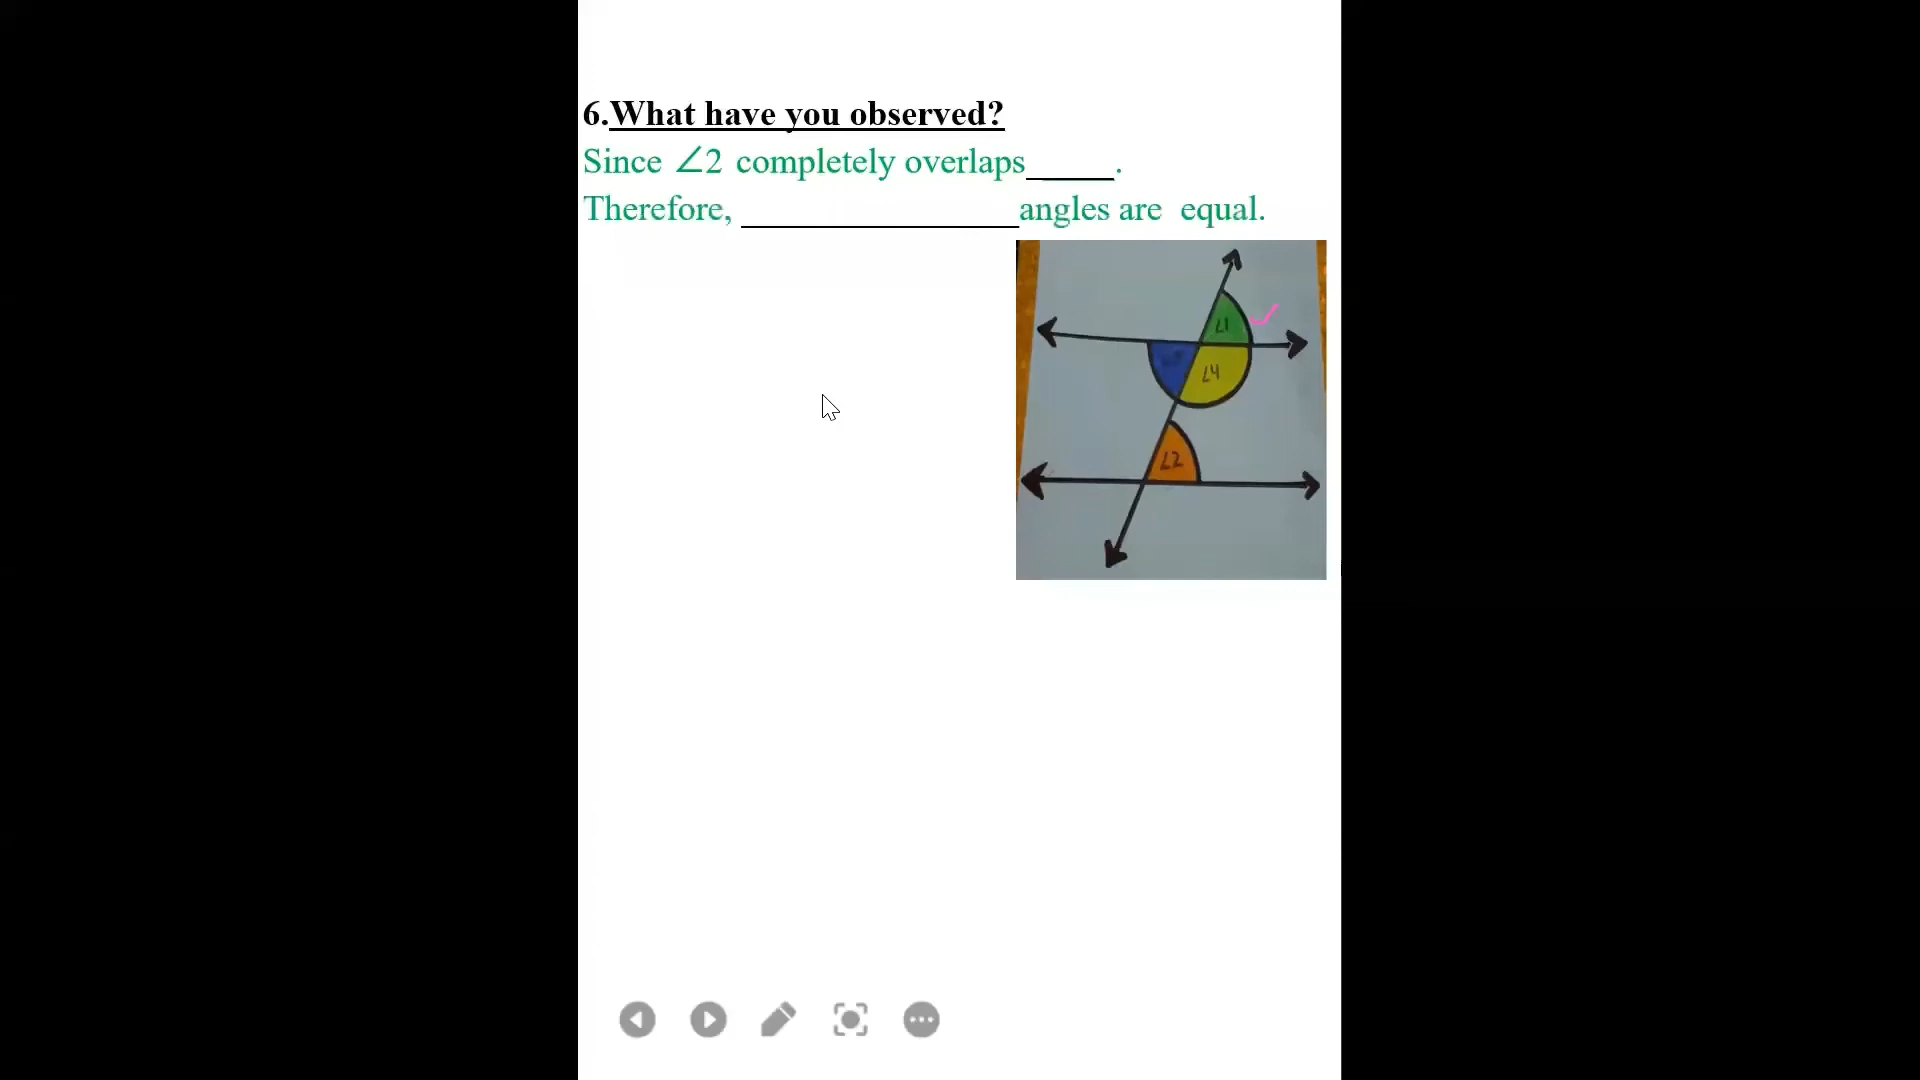 6.What have you observed?
Since ∠2 completely overlaps_____.
Therefore, ________________angles are equal.
∠1
∠4
∠2